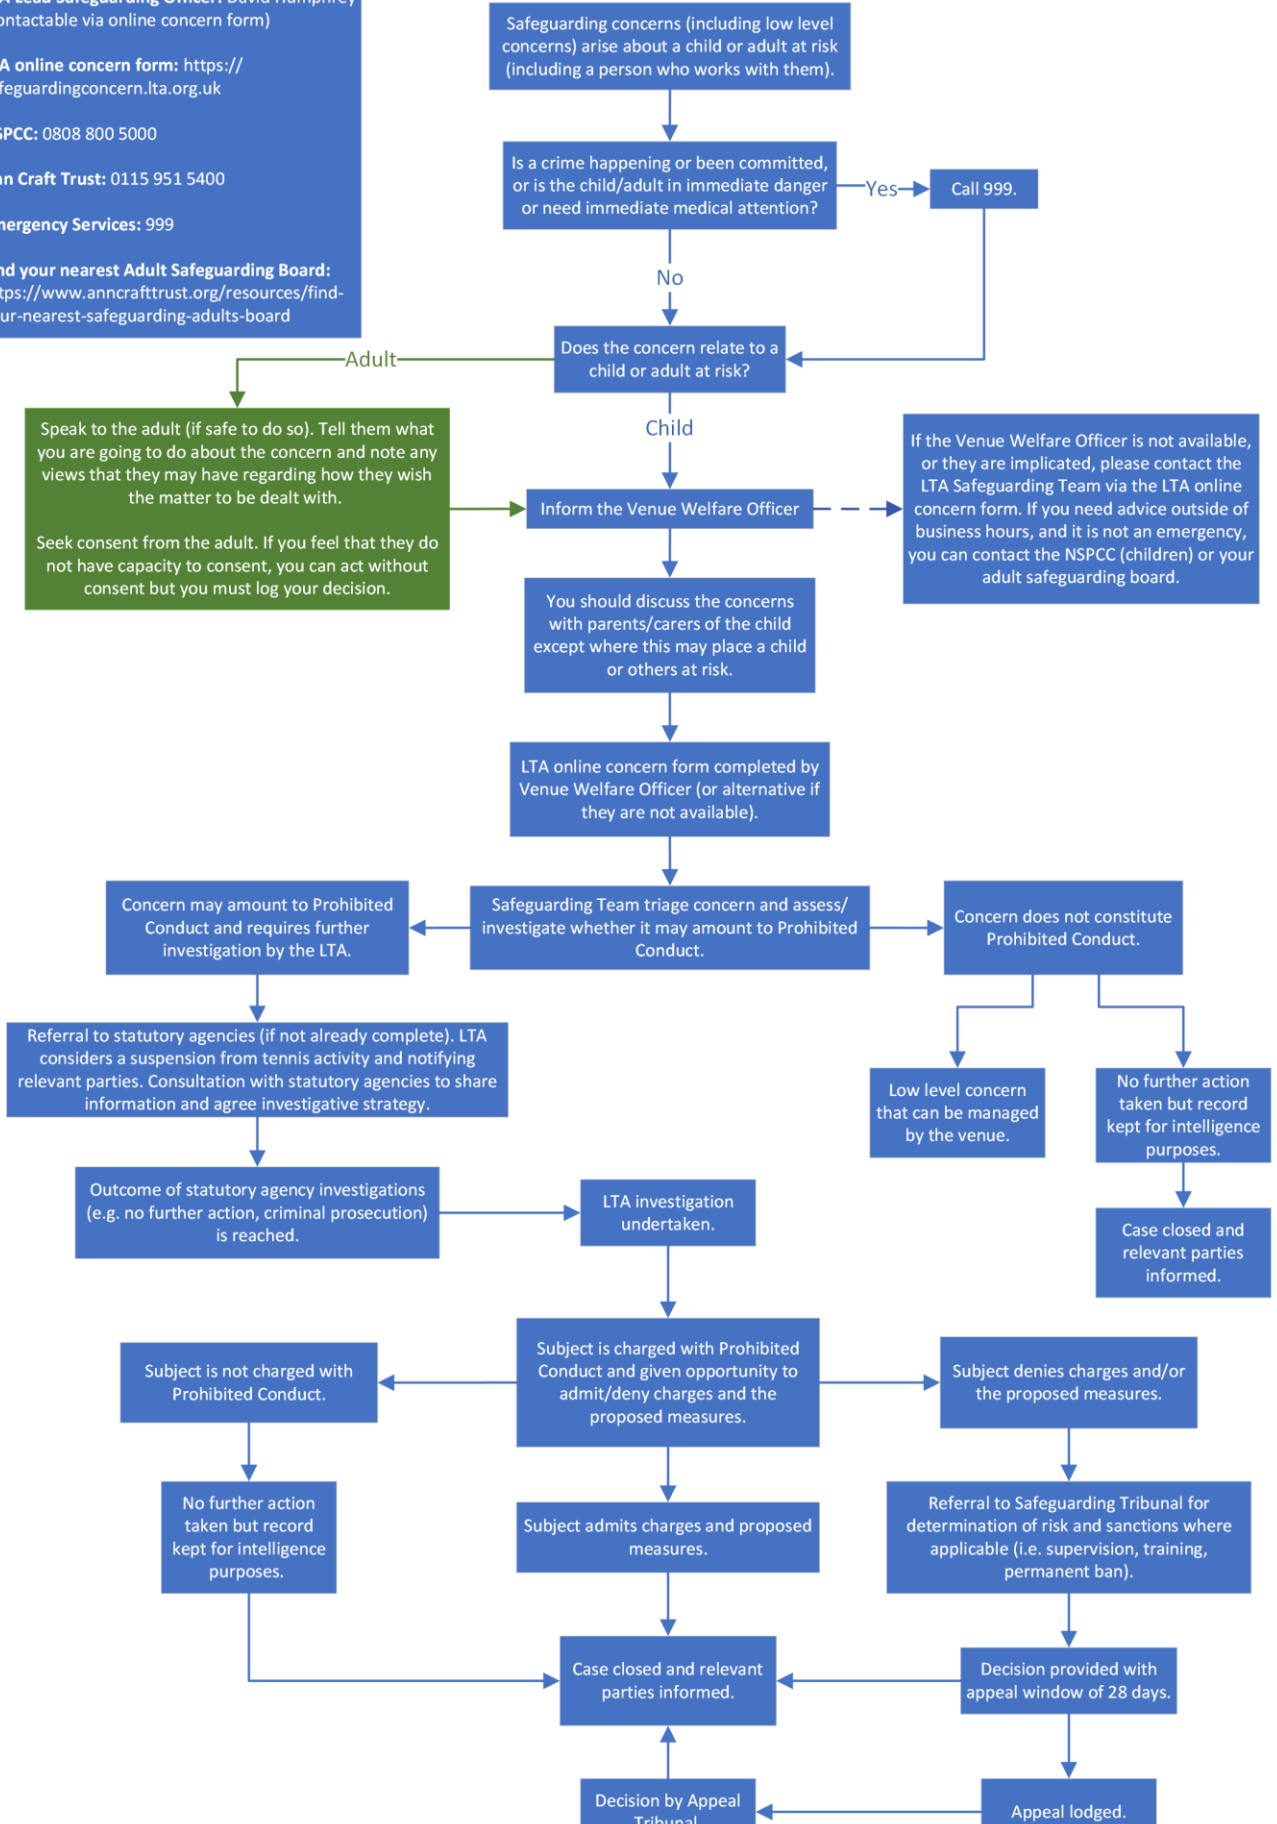 Lead Safeguarding Officer: David Humphrey
contactable via online concern form)
online concern form: https://
feguardingconcern.lta.org.uk
SPCC: 0808 800 5000
nn Craft Trust: 0115 951 5400
mergency Services: 999
nd your nearest Adult Safeguarding Board:
tps://www.anncrafttrust.org/resources/find-
ur-nearest-safeguarding-adults-board
Safeguarding concerns (including low level
concerns) arise about a child or adult at risk
(including a person who works with them).
Is a crime happening or been committed,
or is the child/adult in immediate danger
or need immediate medical attention?
Yes
Call 999.
No
Does the concern relate to a
child or adult at risk?
Adult
Speak to the adult (if safe to do so). Tell them what
you are going to do about the concern and note any
views that they may have regarding how they wish
the matter to be dealt with.
Seek consent from the adult. If you feel that they do
not have capacity to consent, you can act without
consent but you must log your decision.
Child
Inform the Venue Welfare Officer
If the Venue Welfare Officer is not available,
or they are implicated, please contact the
LTA Safeguarding Team via the LTA online
concern form. If you need advice outside of
business hours, and it is not an emergency,
you can contact the NSPCC (children) or your
adult safeguarding board.
You should discuss the concerns
with parents/carers of the child
except where this may place a child
or others at risk.
LTA online concern form completed by
Venue Welfare Officer (or alternative if
they are not available).
Safeguarding Team triage concern and assess/
investigate whether it may amount to Prohibited
Conduct.
Concern may amount to Prohibited
Conduct and requires further
investigation by the LTA.
Concern does not constitute
Prohibited Conduct.
Referral to statutory agencies (if not already complete). LTA
considers a suspension from tennis activity and notifying
relevant parties. Consultation with statutory agencies to share
information and agree investigative strategy.
Low level concern
that can be managed
by the venue.
No further action
taken but record
kept for intelligence
purposes.
Outcome of statutory agency investigations
(e.g. no further action, criminal prosecution)
is reached.
LTA investigation
undertaken.
Case closed and
relevant parties
informed.
Subject is charged with Prohibited
Conduct and given opportunity to
admit/deny charges and the
proposed measures.
Subject is not charged with
Prohibited Conduct.
Subject denies charges and/or
the proposed measures.
No further action
taken but record
kept for intelligence
purposes.
Subject admits charges and proposed
measures.
Referral to Safeguarding Tribunal for
determination of risk and sanctions where
applicable (i.e. supervision, training,
permanent ban).
Case closed and relevant
parties informed.
Decision provided with
appeal window of 28 days.
Decision by Appeal
Tribunal
Appeal lodged.